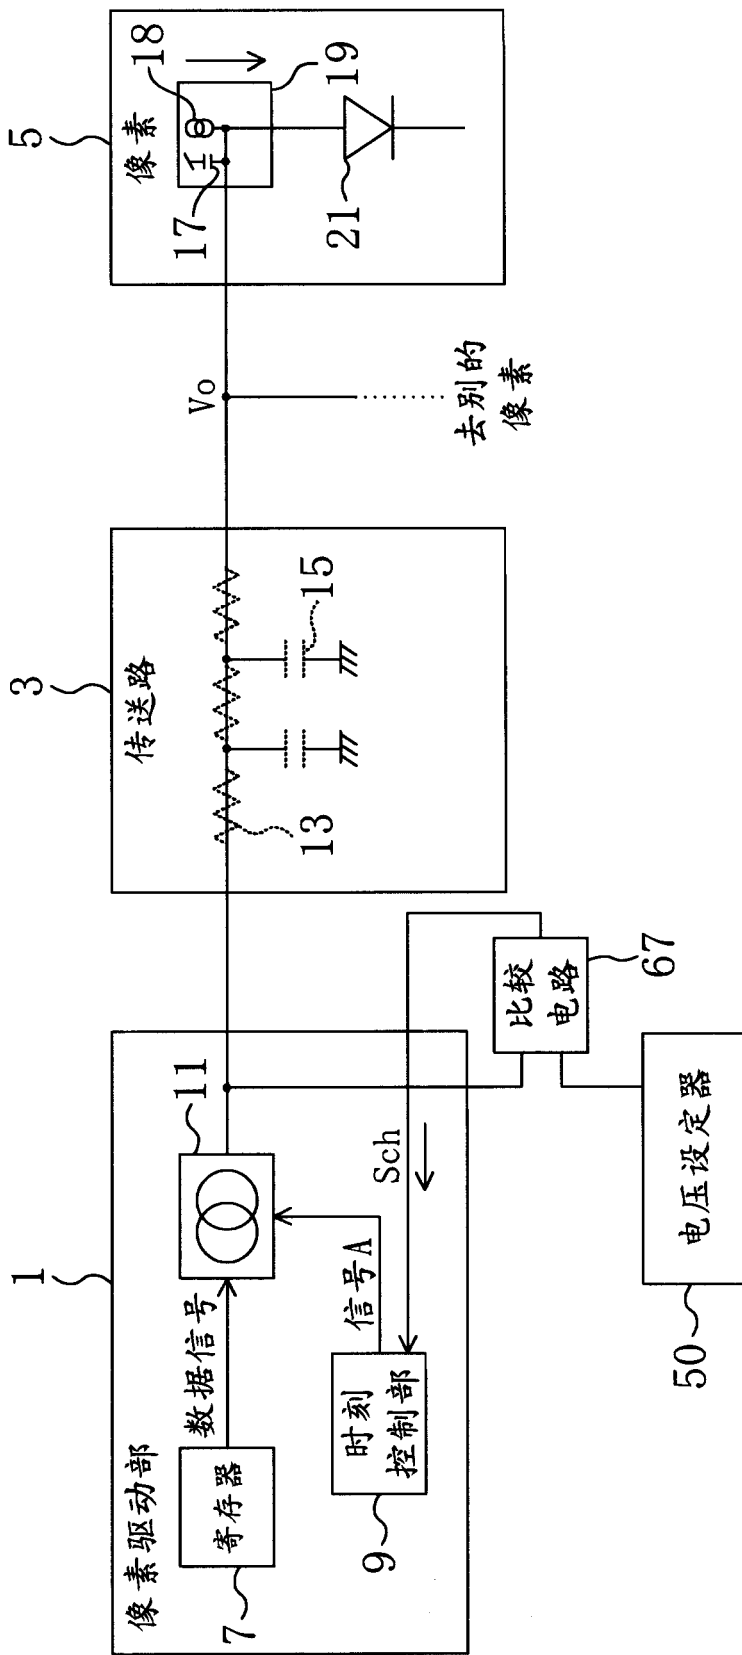 1
像素驱动部
7
寄存器
数据信号
11
9
时刻
控制部
信号A
Sch
50
电压设定器
比较
电路
67
3
传送路
13
15
Vo
去别的
像素
5
像素
17
18
19
21